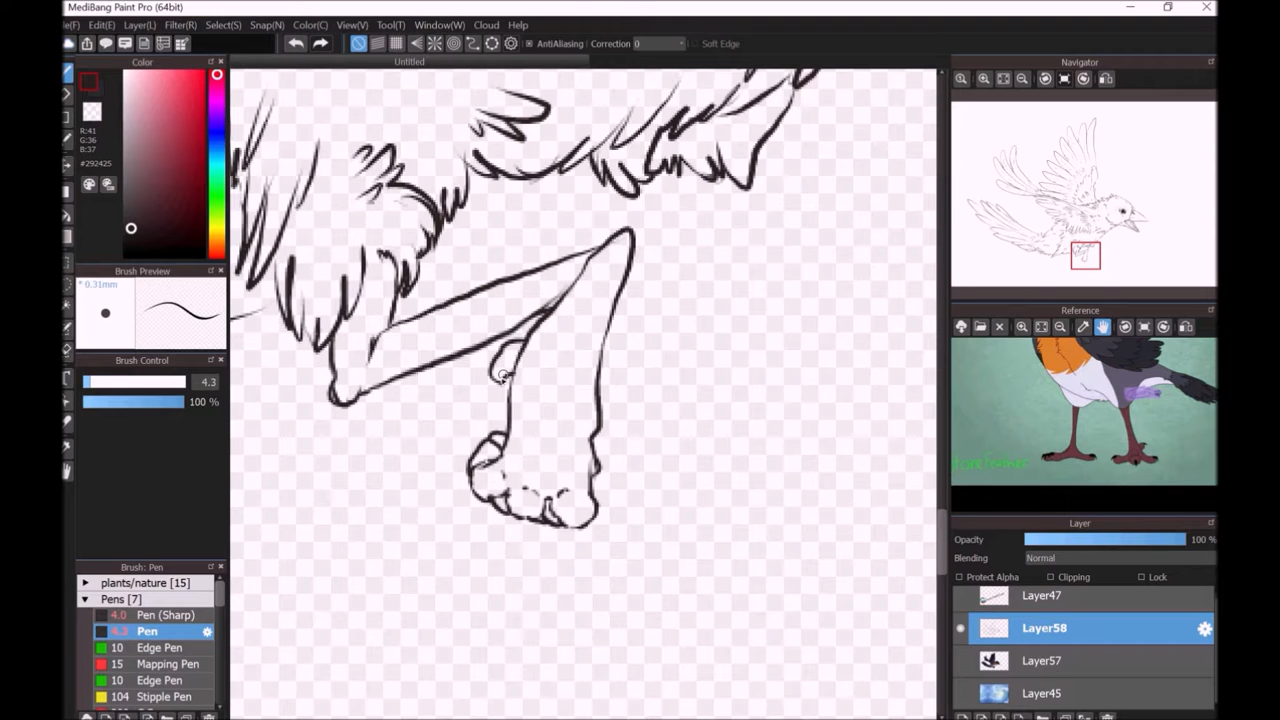 MediBang Paint Pro (64bit)
le(F) Edit(E) Layer(L) Filter(R) Select(S) Snap(N) Color(C) View(V) Tool(T) Window(W) Cloud Help
AntiAliasing Correction 0 Soft Edge
Color
Untitled
Navigator
R:41
G:36
B:37
#292425
Brush Preview
* 0.31mm
Reference
Brush Control
4.3
100 %
Layer
Opacity 100 %
Blending Normal
Protect Alpha Clipping Lock
Layer47
Layer58
Layer57
Layer45
Brush: Pen
plants/nature [15]
Pens [7]
4.0 Pen (Sharp)
4.3 Pen
10 Edge Pen
15 Mapping Pen
10 Edge Pen
104 Stipple Pen